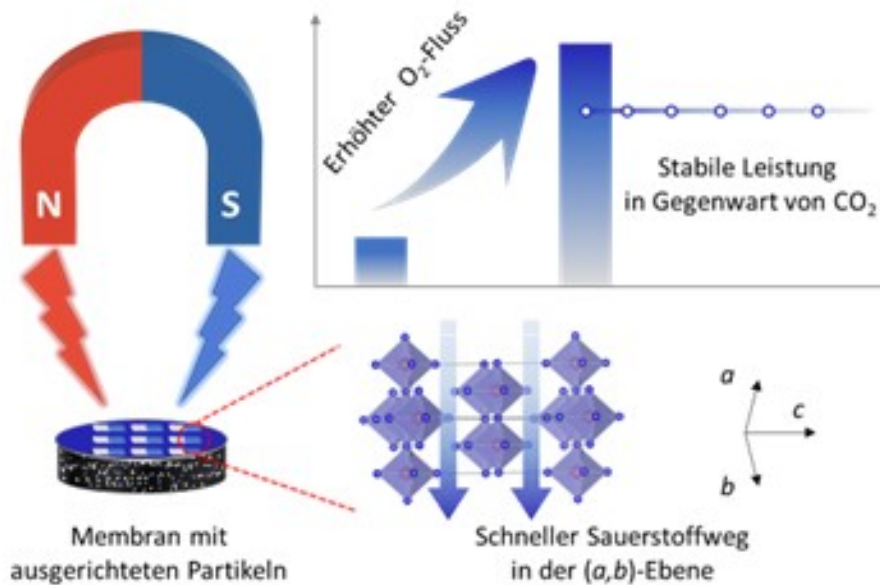 N
S
Erhöhter O₂-Fluss
Stabile Leistung
in Gegenwart von CO₂
a
c
b
Membran mit
ausgerichteten Partikeln
Schneller Sauerstoffweg
in der (a,b)-Ebene